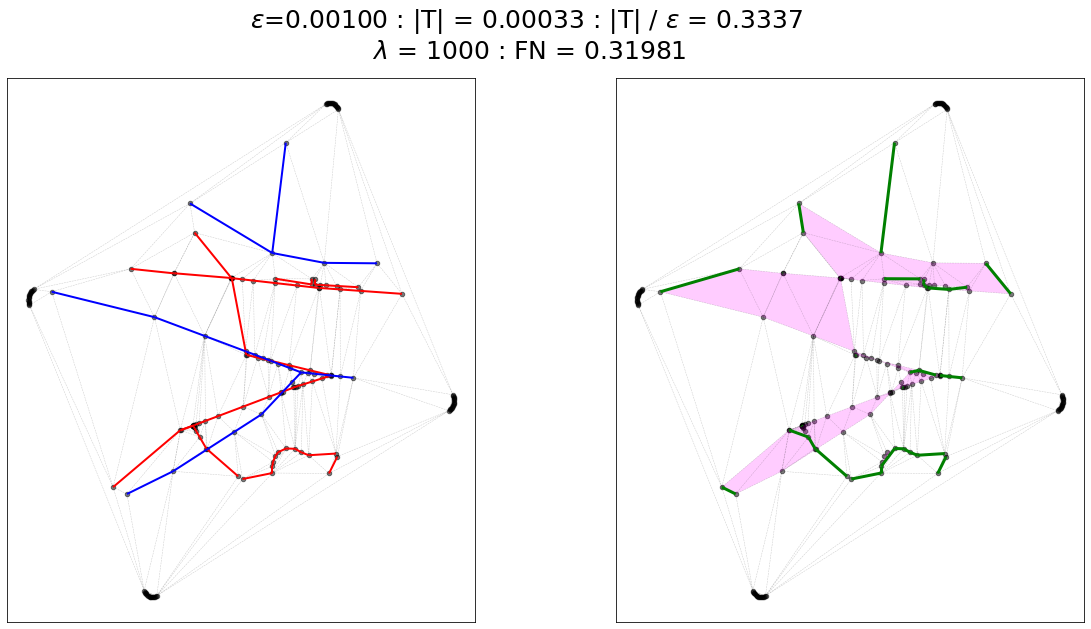 ε=0.00100 : |T| = 0.00033 : |T| / ε = 0.3337
λ = 1000 : FN = 0.31981